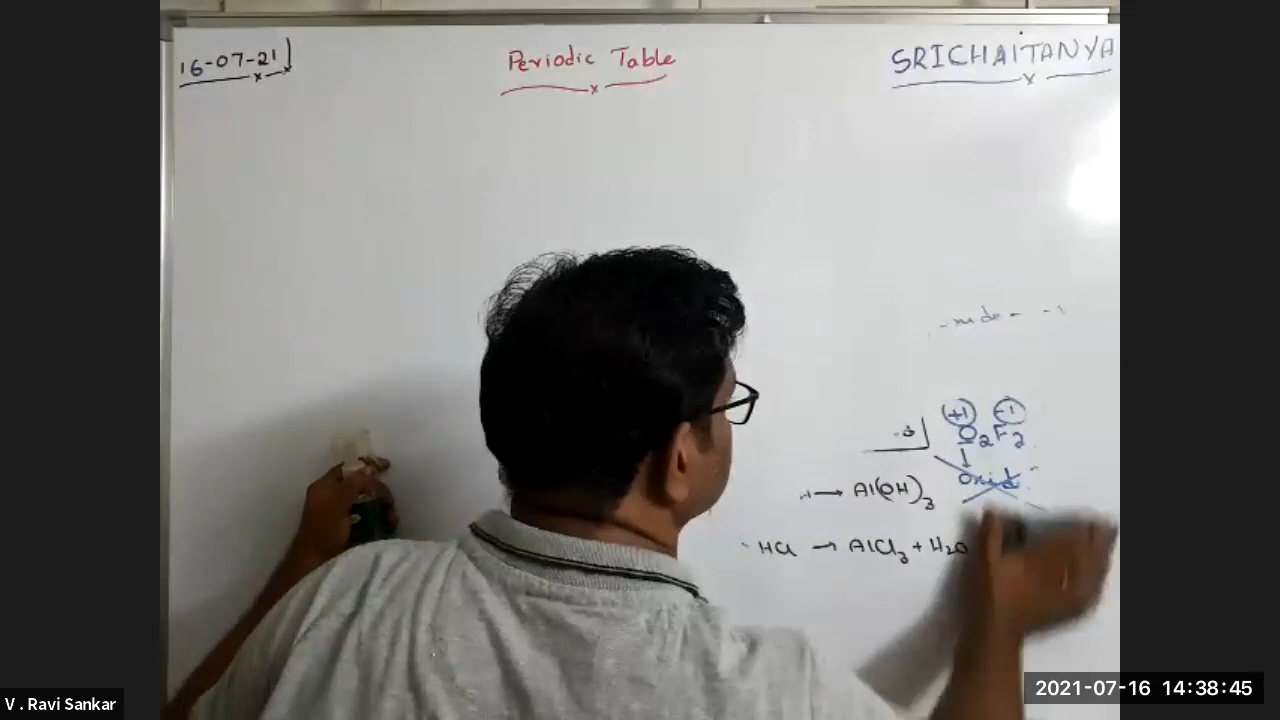 16-07-21
Periodic Table
SRICHAITANYA
+1 -1
O₂F₂
→ Al(OH)₃
HCl → AlCl₃ + H₂O
V . Ravi Sankar
2021-07-16 14:38:45